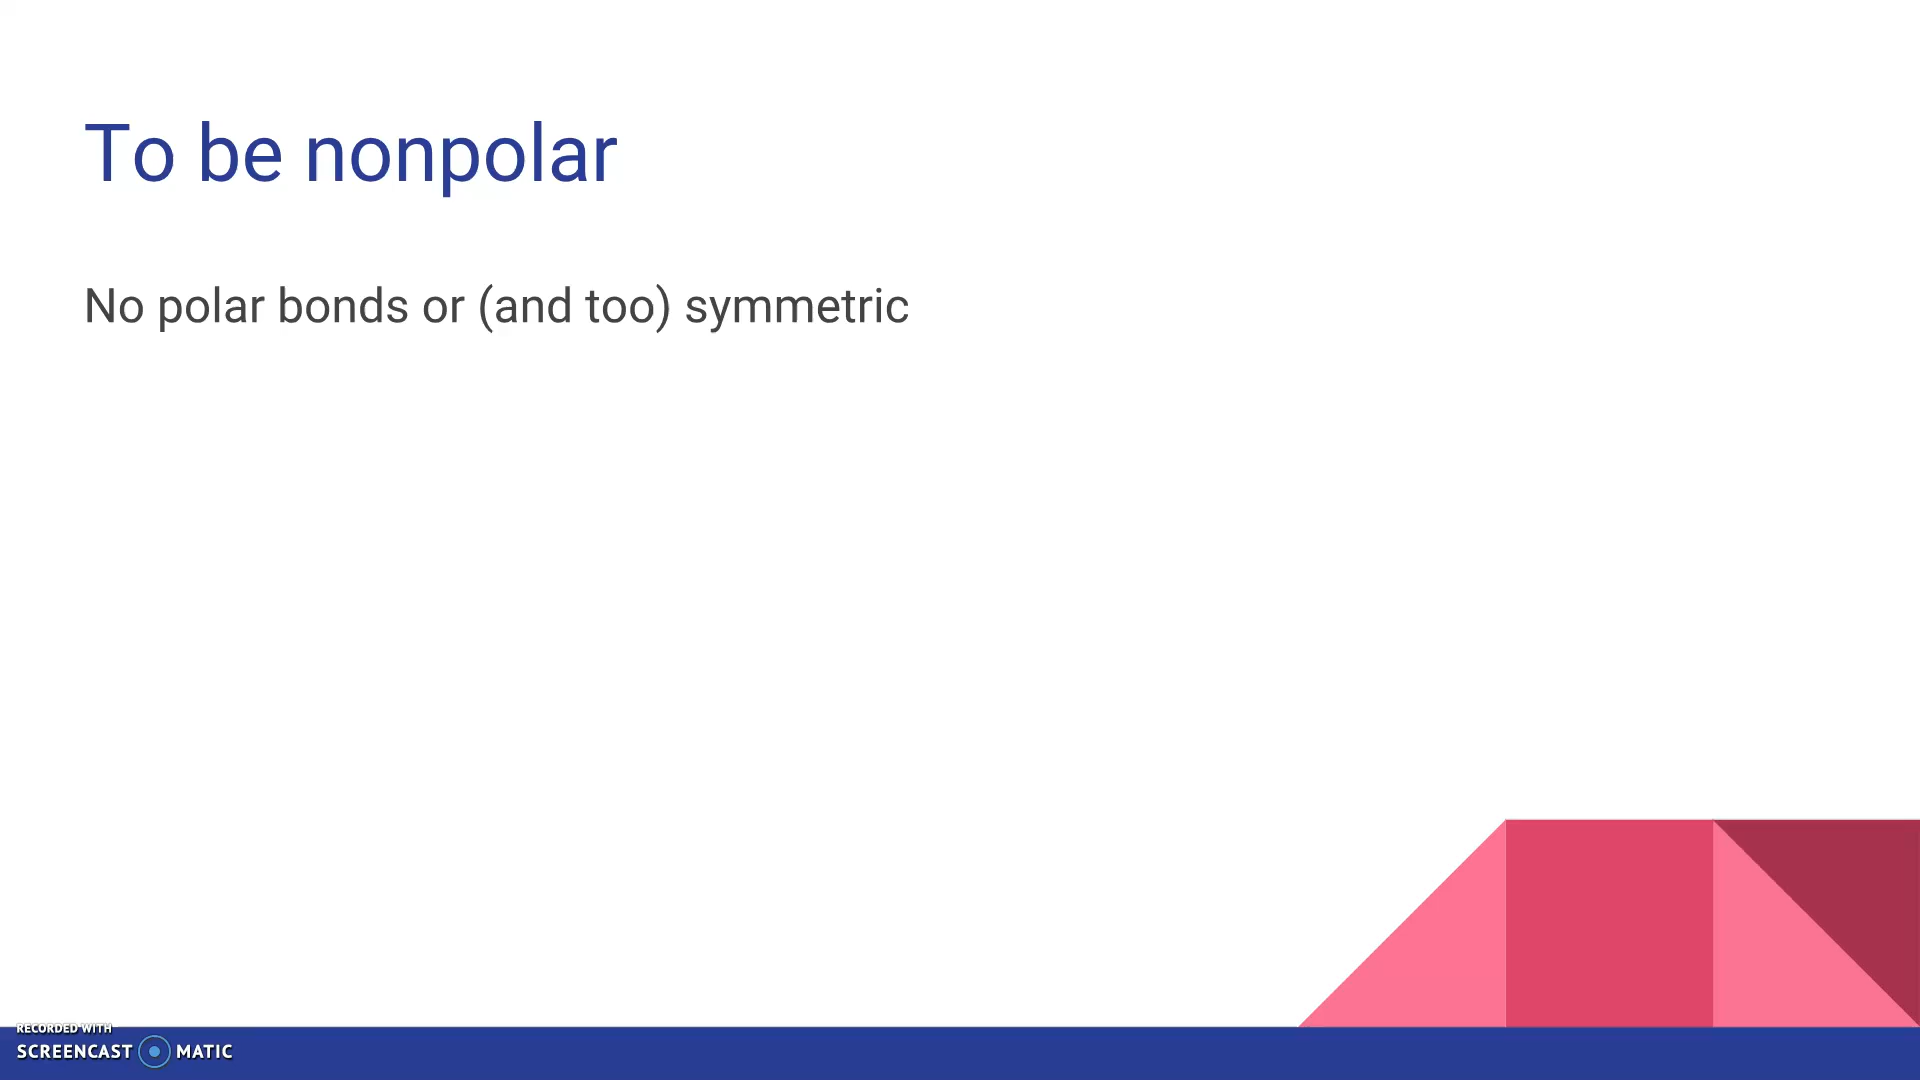 To be nonpolar
No polar bonds or (and too) symmetric
RECORDED WITH
SCREENCAST MATIC